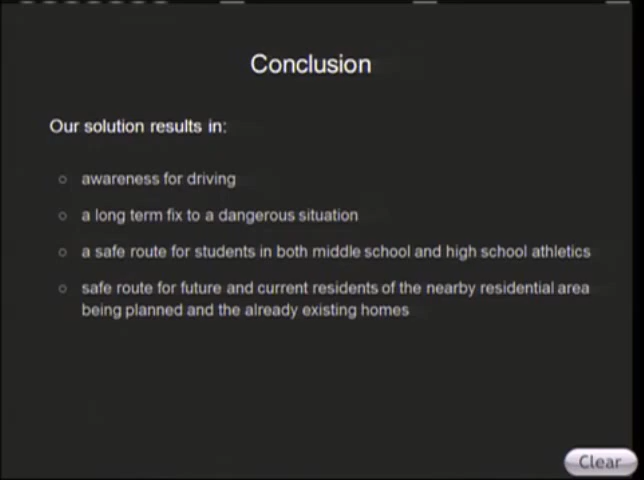 Conclusion
Our solution results in:
awareness for driving
a long term fix to a dangerous situation
a safe route for students in both middle school and high school athletics
safe route for future and current residents of the nearby residential area
being planned and the already existing homes
Clear